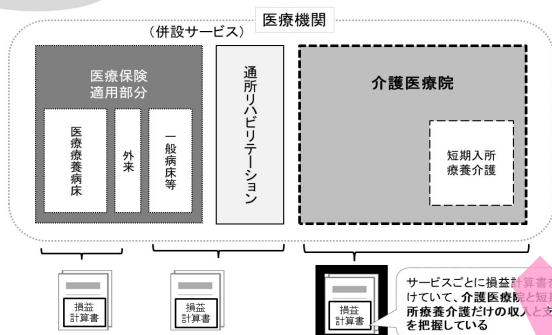 医療機関
（併設サービス）
医療保険
適用部分
医療療養病床
外来
一般病床等
通所リハビリテーション
介護医療院
短期入所
療養介護
損益
計算書
損益
計算書
損益
計算書
サービスごとに損益計算書を
けていて、介護医療院と短期
所療養介護だけの収入と支
を把握している